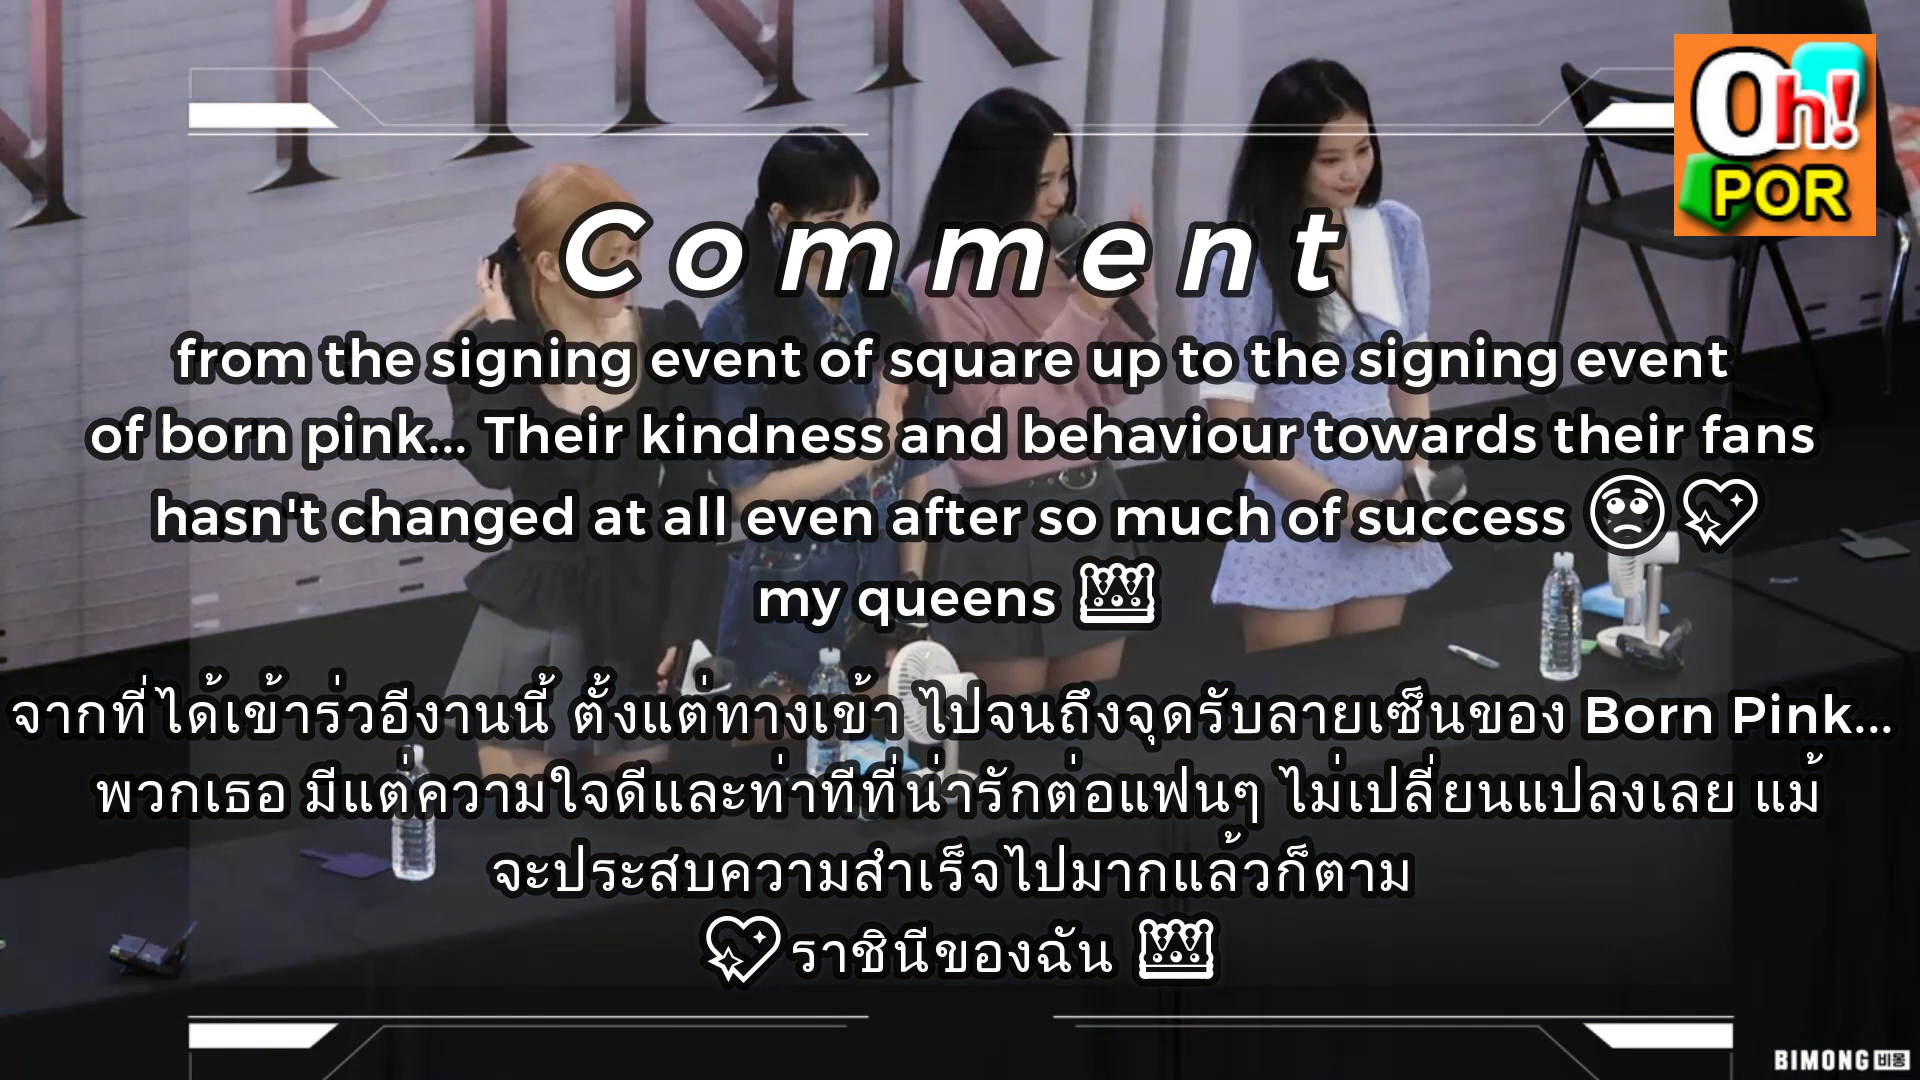 N PINK
Oh!
POR
Comment
from the signing event of square up to the signing event
of born pink... Their kindness and behaviour towards their fans
hasn't changed at all even after so much of success 🥺💖
my queens 👑
จากที่ได้เข้าร่วอีงานนี้ ตั้งแต่ทางเข้า ไปจนถึงจุดรับลายเซ็นของ Born Pink...
พวกเธอ มีแต่ความใจดีและท่าทีที่น่ารักต่อแฟนๆ ไม่เปลี่ยนแปลงเลย แม้
จะประสบความสำเร็จไปมากแล้วก็ตาม
💖ราชินีของฉัน 👑
BIMONG비몽